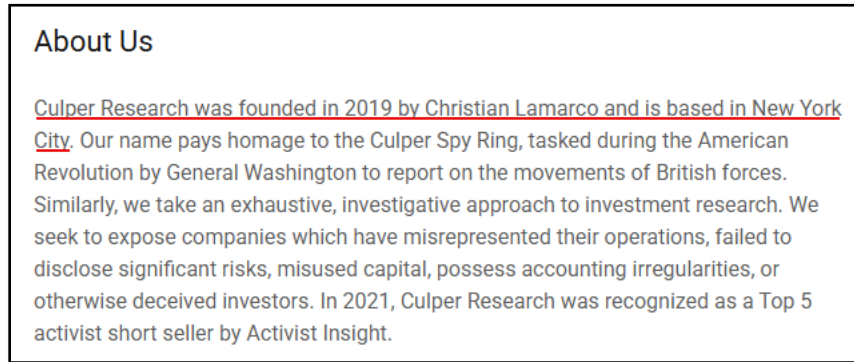 About Us
Culper Research was founded in 2019 by Christian Lamarco and is based in New York
City. Our name pays homage to the Culper Spy Ring, tasked during the American
Revolution by General Washington to report on the movements of British forces.
Similarly, we take an exhaustive, investigative approach to investment research. We
seek to expose companies which have misrepresented their operations, failed to
disclose significant risks, misused capital, possess accounting irregularities, or
otherwise deceived investors. In 2021, Culper Research was recognized as a Top 5
activist short seller by Activist Insight.